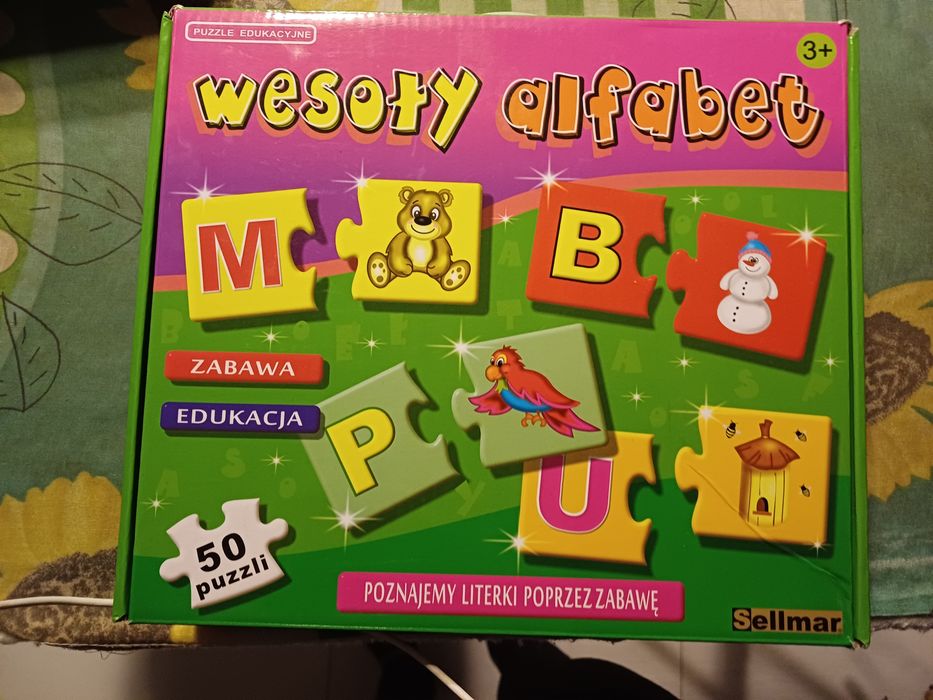 PUZZLE EDUKACYJNE
3+
wesoły alfabet
M
B
ZABAWA
EDUKACJA
P
U
50
puzzli
POZNAJEMY LITERKI POPRZEZ ZABAWĘ
Sellmar